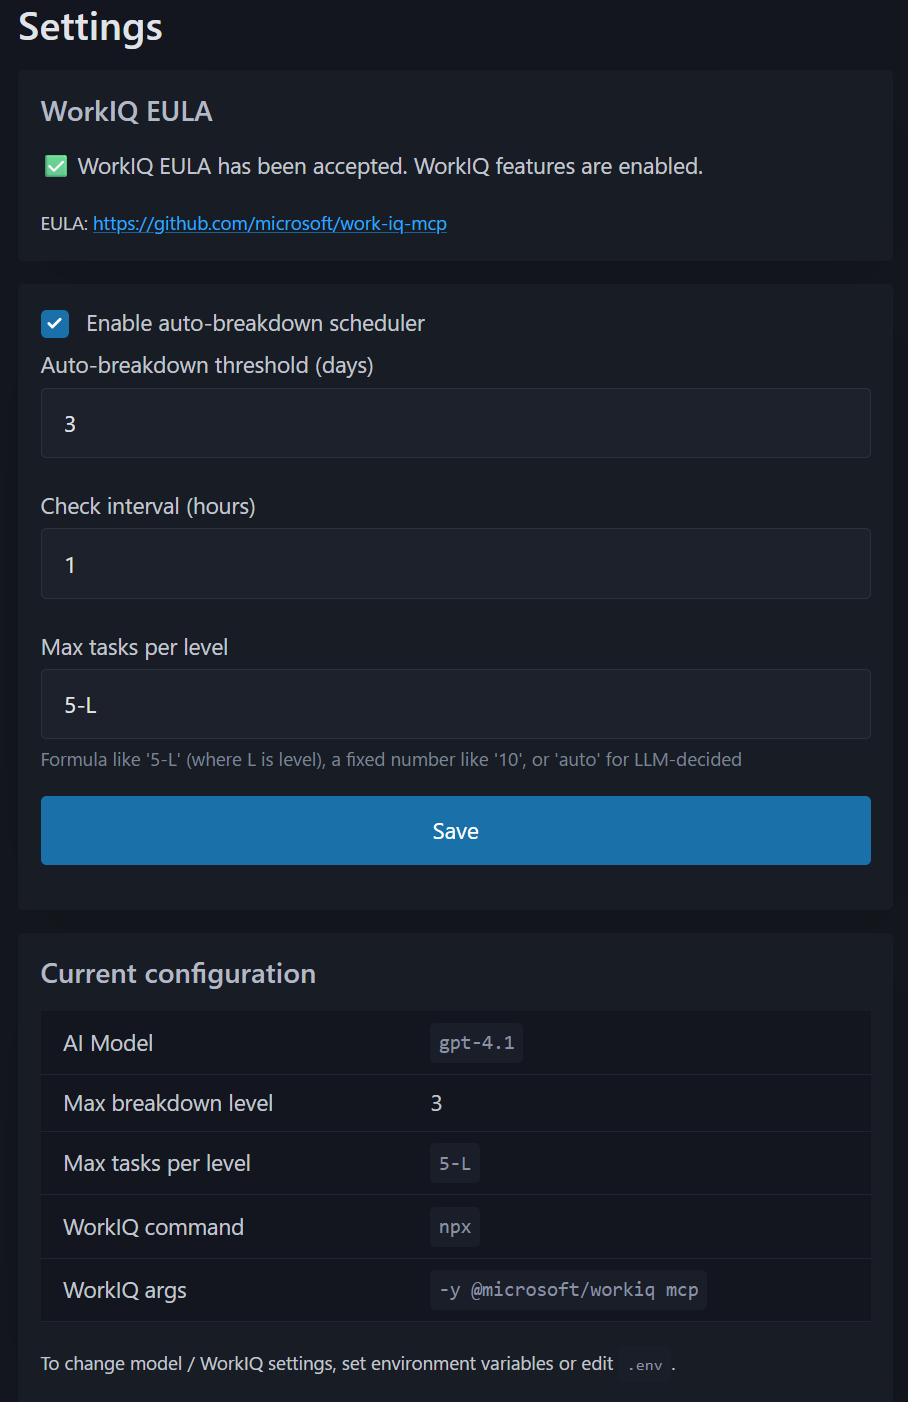 Settings
WorkIQ EULA
✅ WorkIQ EULA has been accepted. WorkIQ features are enabled.
EULA: https://github.com/microsoft/work-iq-mcp
Enable auto-breakdown scheduler
Auto-breakdown threshold (days)
3
Check interval (hours)
1
Max tasks per level
5-L
Formula like '5-L' (where L is level), a fixed number like '10', or 'auto' for LLM-decided
Save
Current configuration
AI Model gpt-4.1
Max breakdown level 3
Max tasks per level 5-L
WorkIQ command npx
WorkIQ args -y @microsoft/workiq mcp
To change model / WorkIQ settings, set environment variables or edit .env.